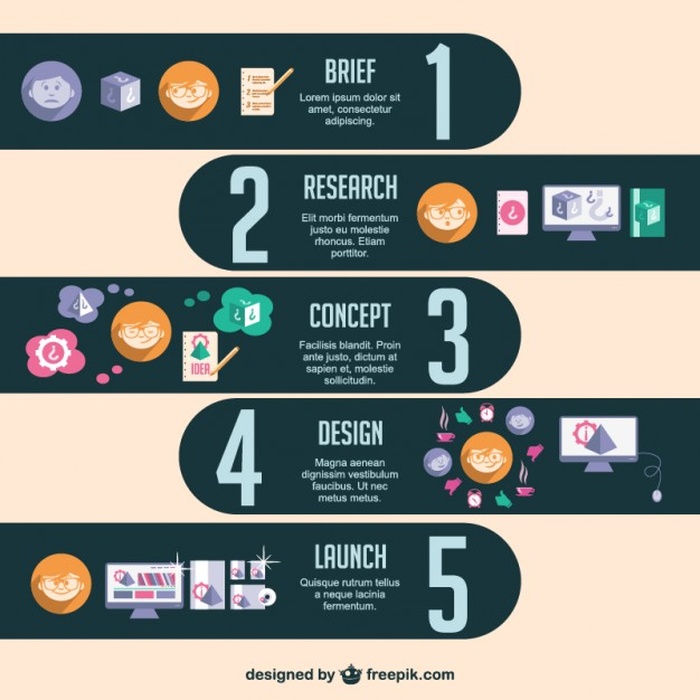 BRIEF
Lorem ipsum dolor sit
amet, consectetur
adipiscing.
1
2
RESEARCH
Elit morbi fermentum
justo eu molestie
rhoncus. Etiam
porttitor.
CONCEPT
Facilisis blandit. Proin
ante justo, dictum at
sapien et, molestie
sollicitudin.
3
IDEA
4
DESIGN
Magna aenean
dignissim vestibulum
faucibus. Ut nec
metus metus.
LAUNCH
Quisque rutrum tellus
a neque lacinia
fermentum.
5
designed by freepik.com